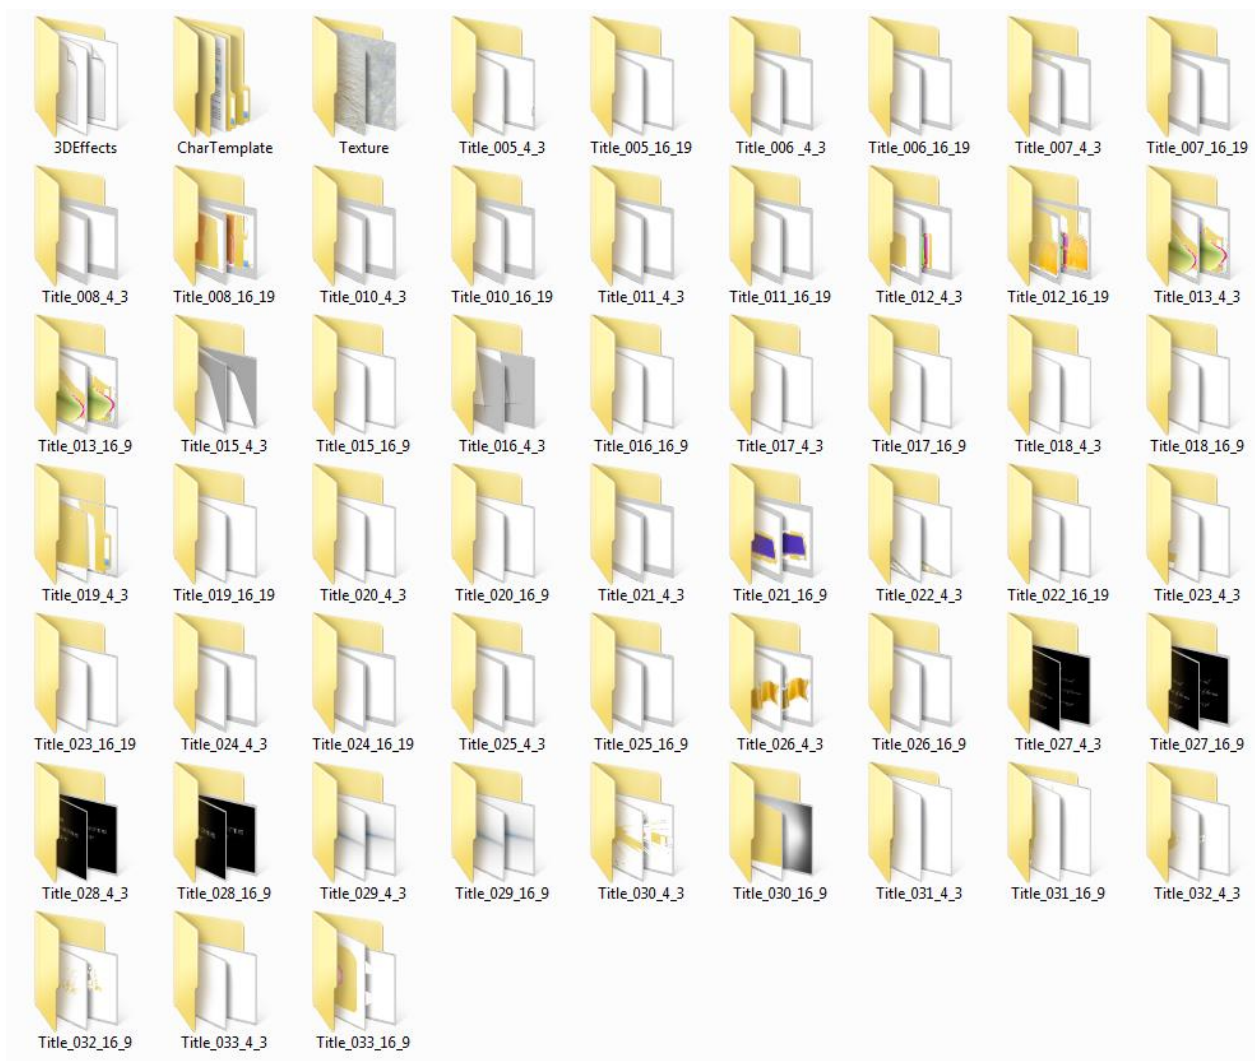 3DEffects CharTemplate Texture Title_005_4_3 Title_005_16_19 Title_006 _4_3 Title_006_16_19 Title_007_4_3 Title_007_16_19
Title_008_4_3 Title_008_16_19 Title_010_4_3 Title_010_16_19 Title_011_4_3 Title_011_16_19 Title_012_4_3 Title_012_16_19 Title_013_4_3
Title_013_16_9 Title_015_4_3 Title_015_16_9 Title_016_4_3 Title_016_16_9 Title_017_4_3 Title_017_16_9 Title_018_4_3 Title_018_16_9
Title_019_4_3 Title_019_16_19 Title_020_4_3 Title_020_16_9 Title_021_4_3 Title_021_16_9 Title_022_4_3 Title_022_16_19 Title_023_4_3
Title_023_16_19 Title_024_4_3 Title_024_16_19 Title_025_4_3 Title_025_16_9 Title_026_4_3 Title_026_16_9 Title_027_4_3 Title_027_16_9
Title_028_4_3 Title_028_16_9 Title_029_4_3 Title_029_16_9 Title_030_4_3 Title_030_16_9 Title_031_4_3 Title_031_16_9 Title_032_4_3
Title_032_16_9 Title_033_4_3 Title_033_16_9